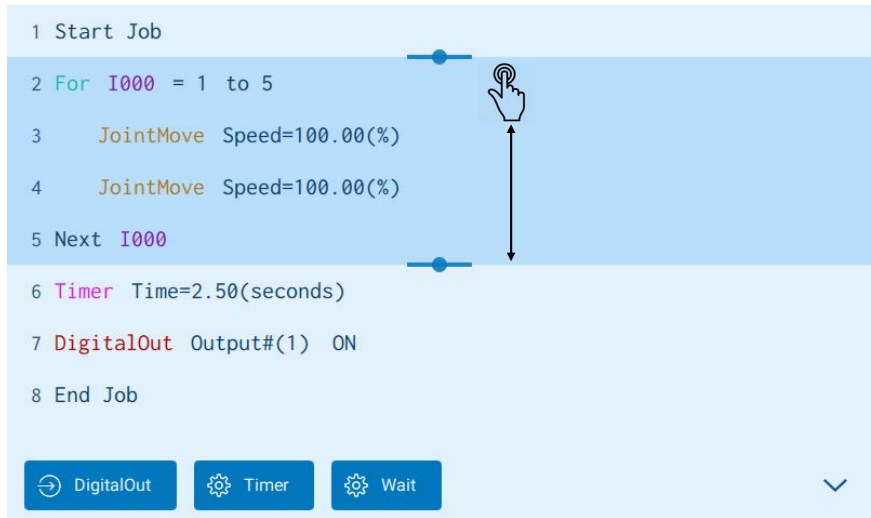 1 Start Job
2 For I000 = 1 to 5
3 JointMove Speed=100.00(%)
4 JointMove Speed=100.00(%)
5 Next I000
6 Timer Time=2.50(seconds)
7 DigitalOut Output#(1) ON
8 End Job
DigitalOut Timer Wait